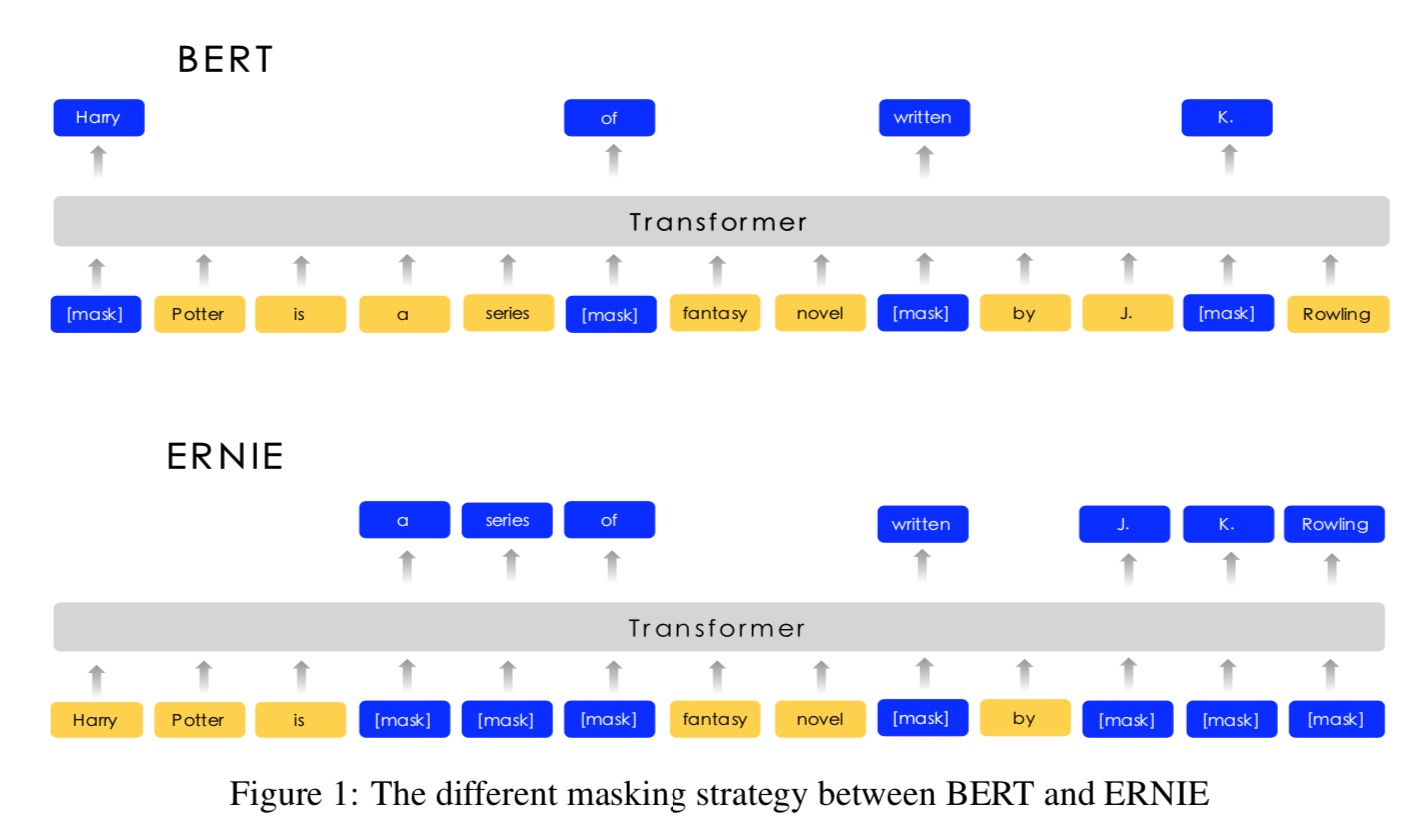 BERT
Harry of written K.
Transformer
[mask] Potter is a series [mask] fantasy novel [mask] by J. [mask] Rowling
ERNIE
a series of written J. K. Rowling
Transformer
Harry Potter is [mask] [mask] [mask] fantasy novel [mask] by [mask] [mask] [mask]
Figure 1: The different masking strategy between BERT and ERNIE